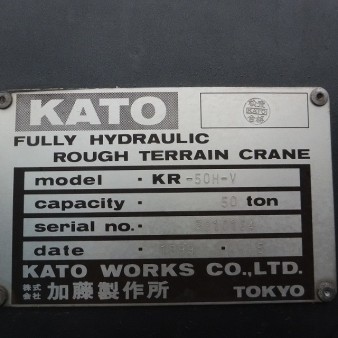 KATO
FULLY HYDRAULIC
ROUGH TERRAIN CRANE
model · KR-50H-V
capacity · 50 ton
serial no. ·
date ·
KATO WORKS CO.,LTD.
株式会社 加藤製作所 TOKYO